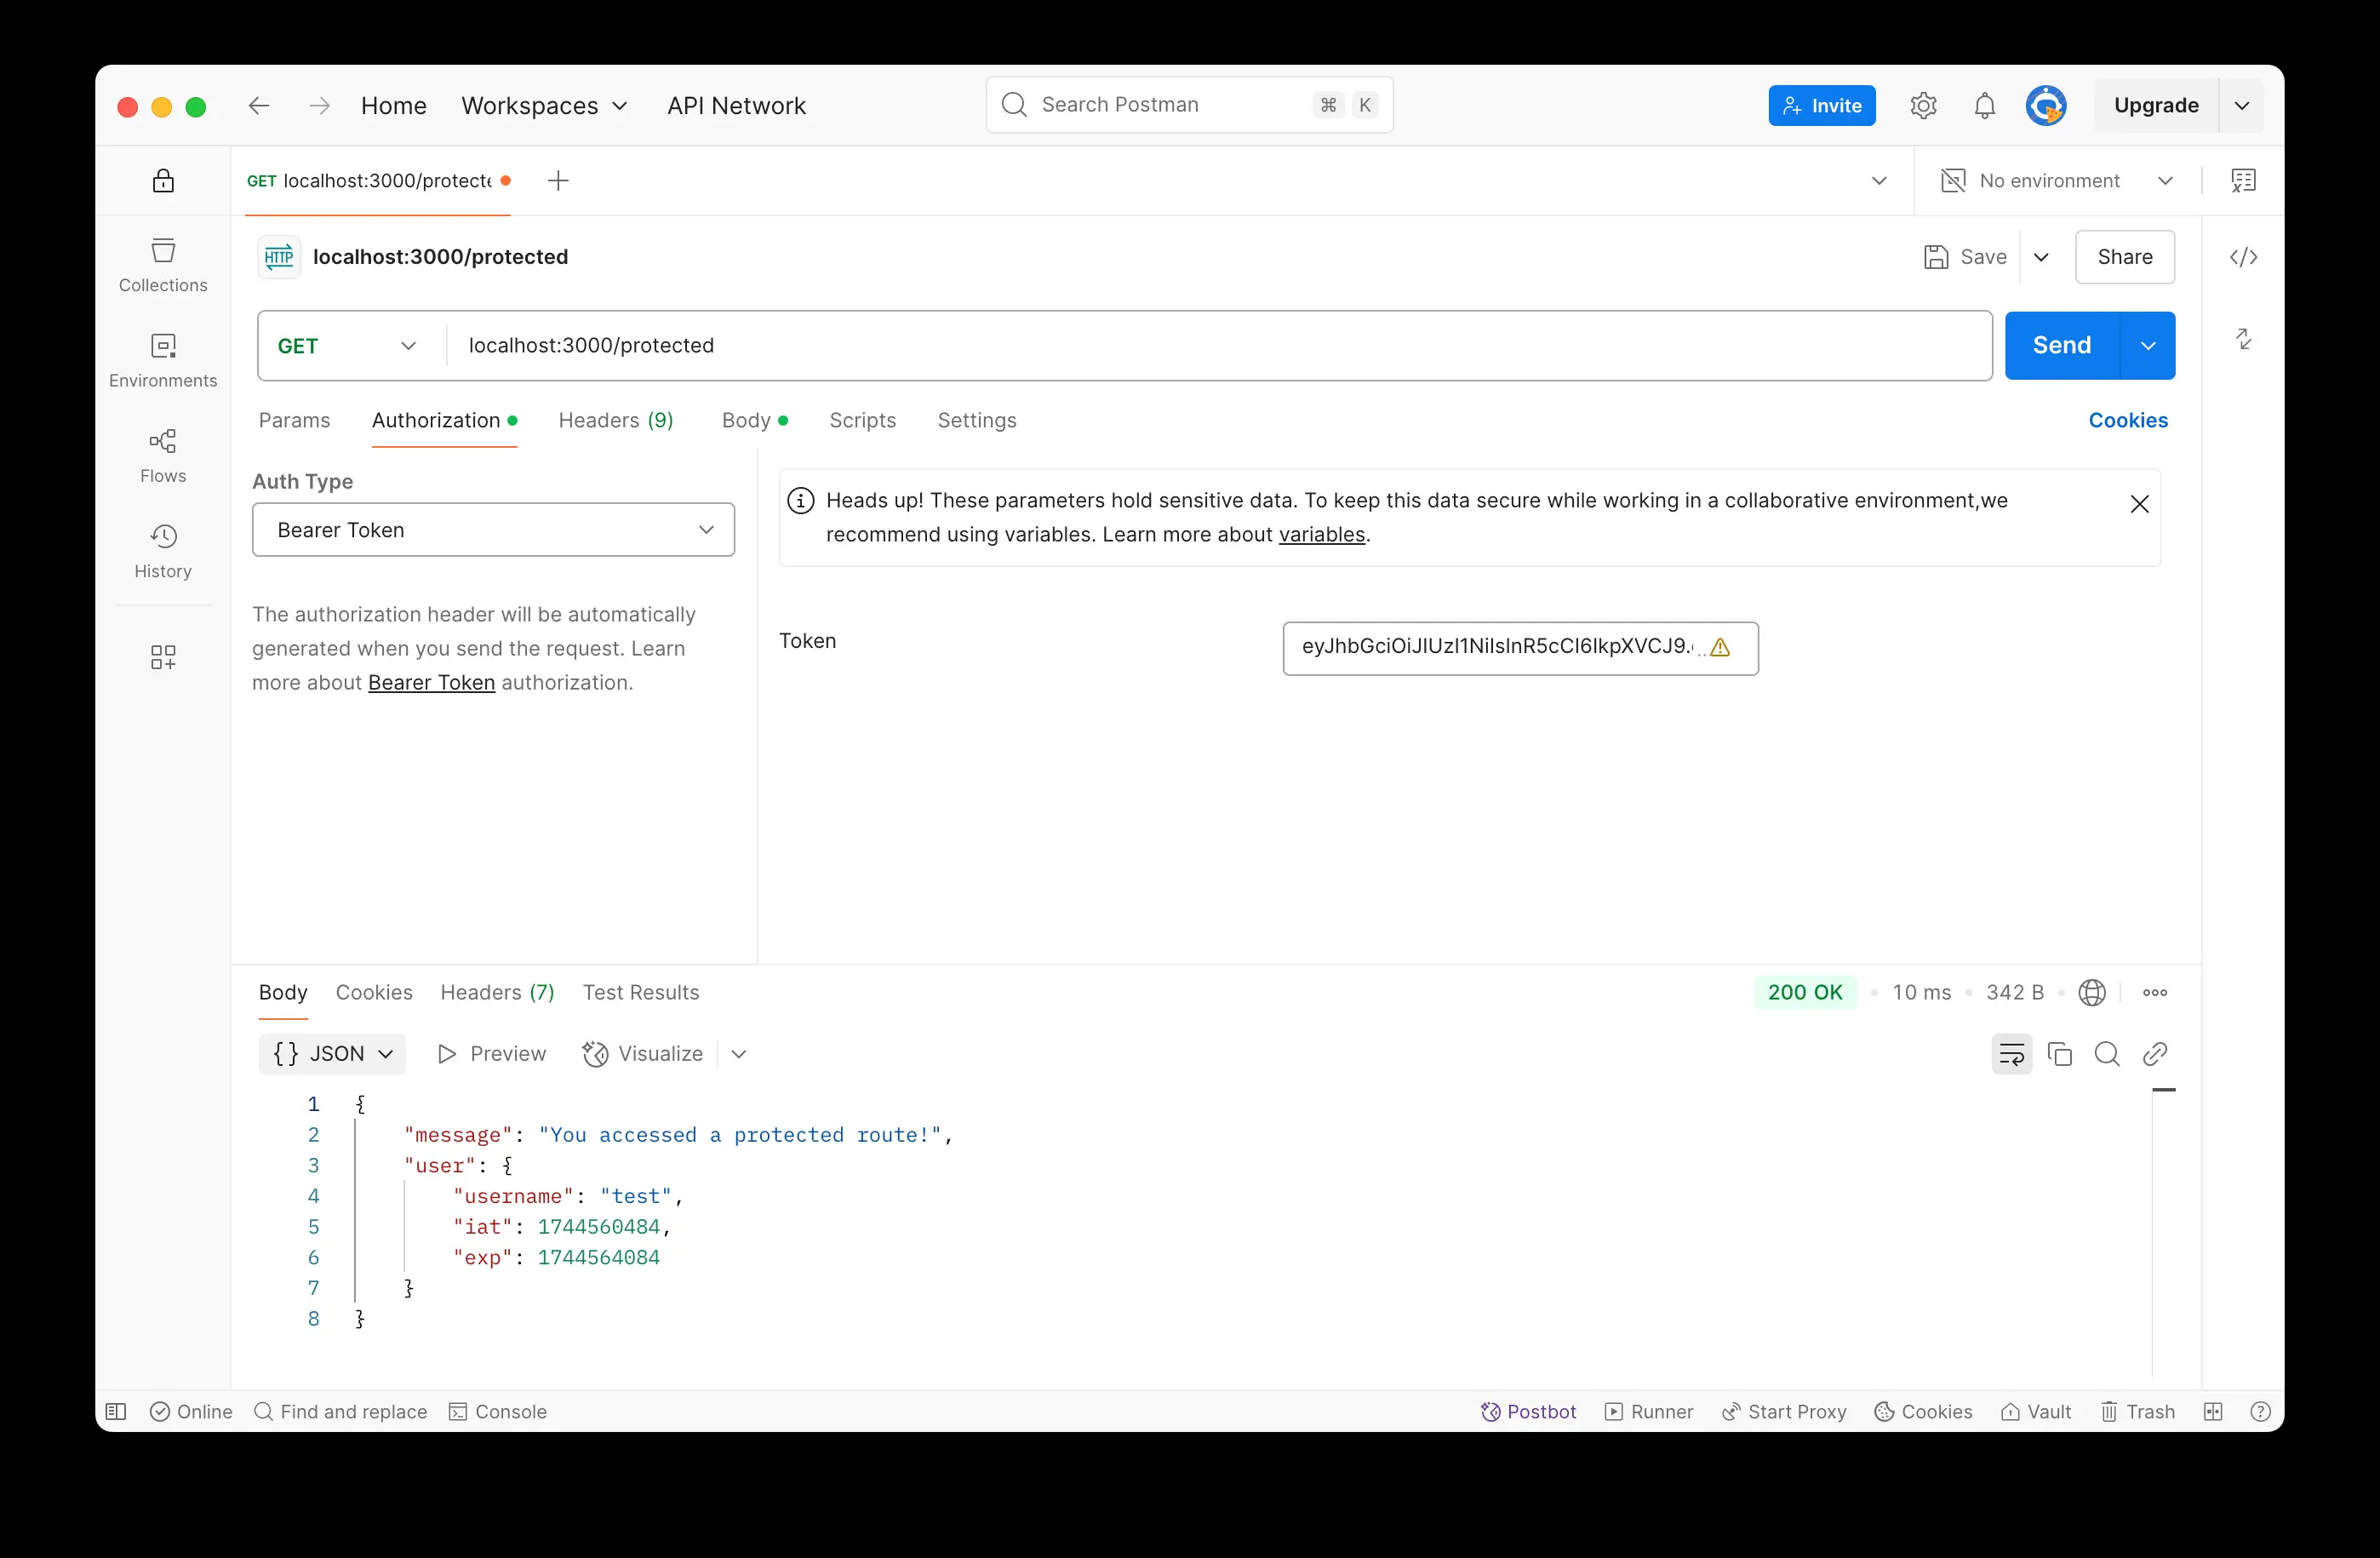 Home Workspaces API Network Search Postman ⌘ K Invite Upgrade
GET localhost:3000/protecte No environment
HTTP localhost:3000/protected Save Share
GET localhost:3000/protected Send
Params Authorization Headers (9) Body Scripts Settings Cookies
Collections
Environments
Flows
History
Auth Type
Bearer Token
The authorization header will be automatically
generated when you send the request. Learn
more about Bearer Token authorization.
Heads up! These parameters hold sensitive data. To keep this data secure while working in a collaborative environment,we
recommend using variables. Learn more about variables.
Token eyJhbGciOiJIUzI1NiIsInR5cCI6IkpXVCJ9.…
Body Cookies Headers (7) Test Results 200 OK • 10 ms • 342 B
{} JSON Preview Visualize
1 {
2 "message": "You accessed a protected route!",
3 "user": {
4 "username": "test",
5 "iat": 1744560484,
6 "exp": 1744564084
7 }
8 }
Online Find and replace Console Postbot Runner Start Proxy Cookies Vault Trash